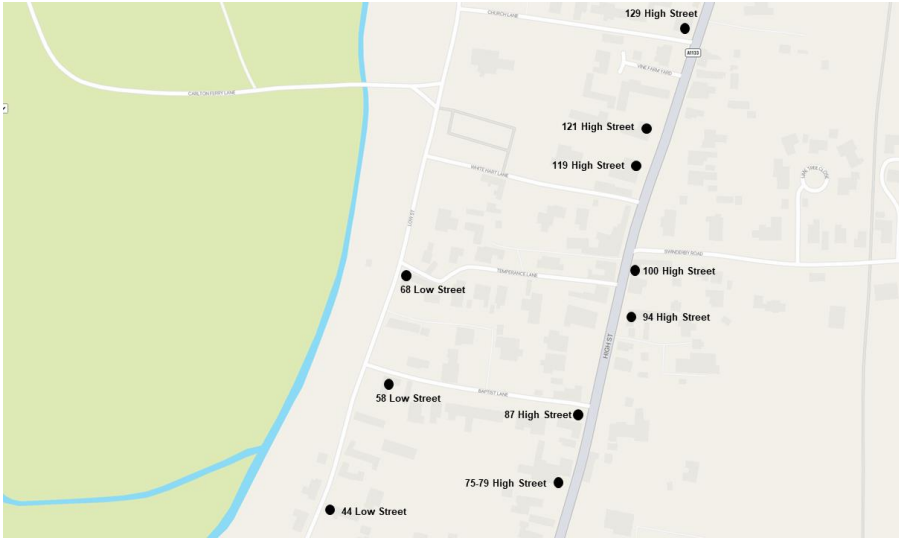 129 High Street
CHURCH LANE
A1133
VINE FARM YARD
CARLTON FERRY LANE
121 High Street
119 High Street
WHITE HART LANE
LOW ST
SWINDERBY ROAD
TEMPERANCE LANE
100 High Street
68 Low Street
94 High Street
HIGH ST
BAPTIST LANE
58 Low Street
87 High Street
75-79 High Street
44 Low Street